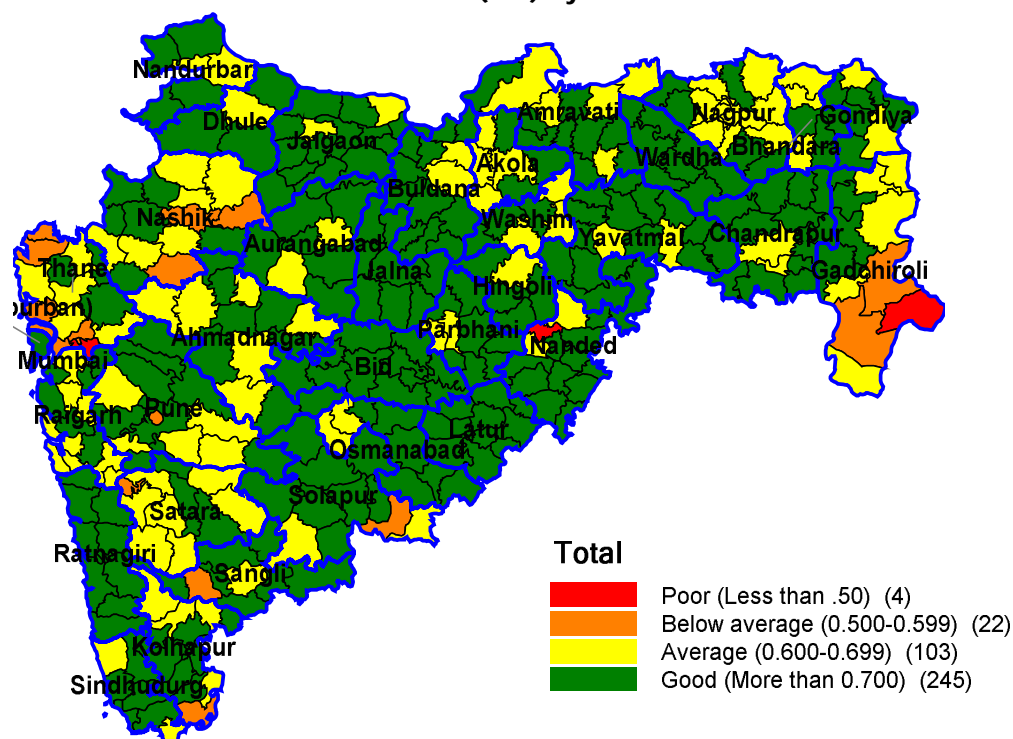 Nandurbar
Dhule
Jalgaon
Amravati
Nagpur
Gondiya
Akola
Wardha
Bhandara
Buldana
Nashik
Washim
Aurangabad
Yavatmal
Chandrapur
Thane
Jalna
Hingoli
Gadchiroli
burban)
Ahmadnagar
Parbhani
Nanded
Mumbai
Bid
Raigarh
Pune
Latur
Osmanabad
Solapur
Satara
Ratnagiri
Sangli
Kolhapur
Sindhudurg
Total
Poor (Less than .50) (4)
Below average (0.500-0.599) (22)
Average (0.600-0.699) (103)
Good (More than 0.700) (245)